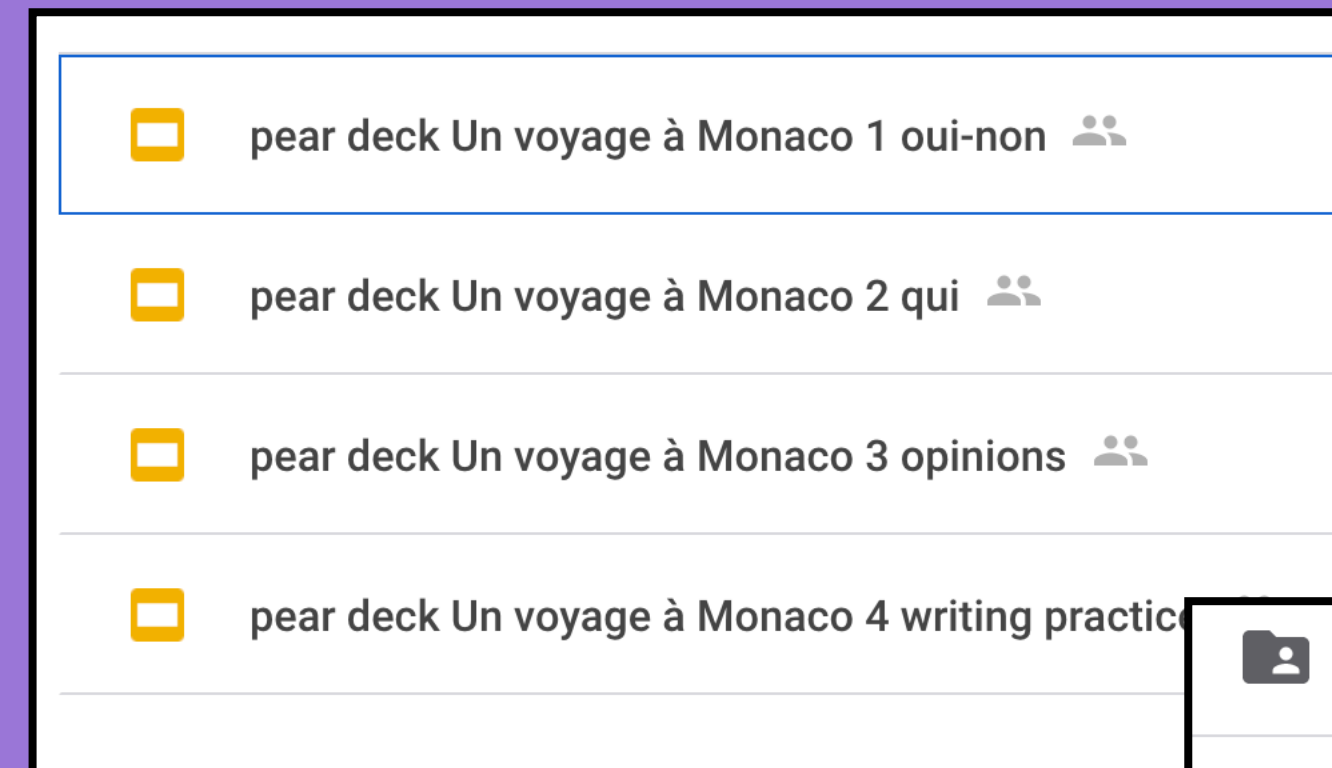 pear deck Un voyage à Monaco 1 oui-non
pear deck Un voyage à Monaco 2 qui
pear deck Un voyage à Monaco 3 opinions
pear deck Un voyage à Monaco 4 writing practice